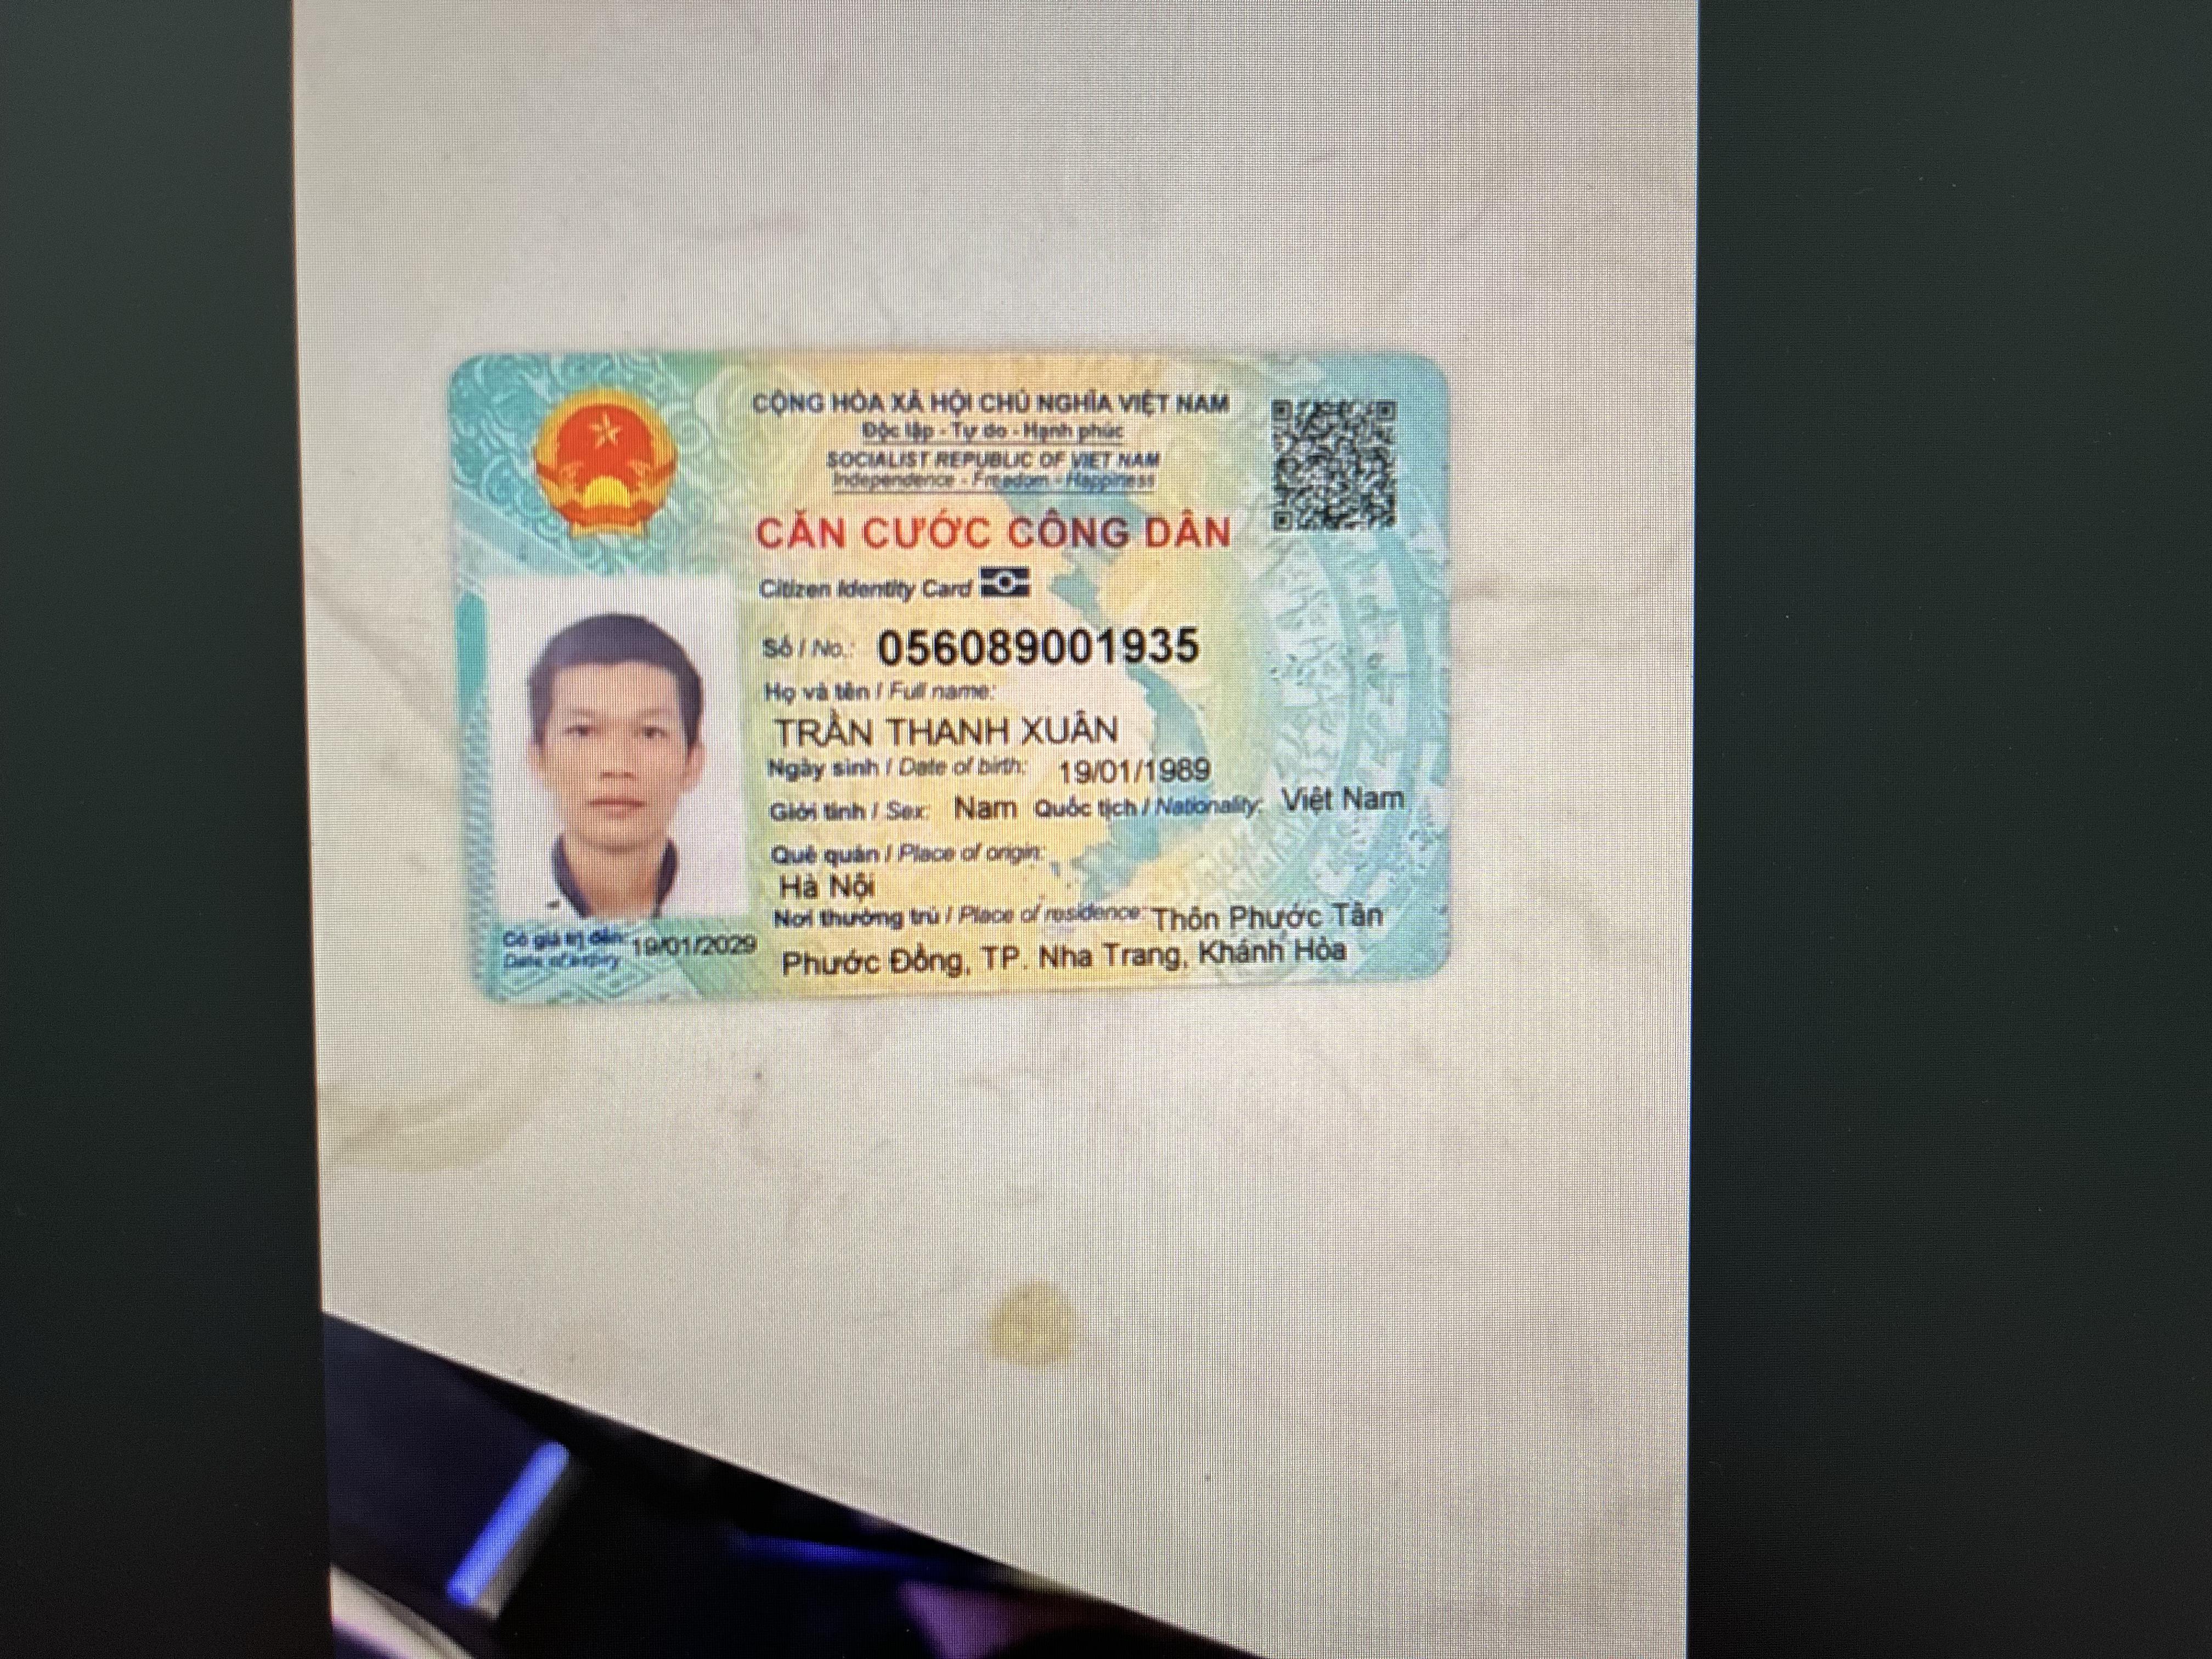 CỘNG HÒA XÃ HỘI CHỦ NGHĨA VIỆT NAM
Độc lập - Tự do - Hạnh phúc
SOCIALIST REPUBLIC OF VIET NAM
Independence - Freedom - Happiness
CĂN CƯỚC CÔNG DÂN
Citizen Identity Card
Số / No.: 056089001935
Họ và tên / Full name:
TRẦN THANH XUÂN
Ngày sinh / Date of birth: 19/01/1989
Giới tính / Sex: Nam Quốc tịch / Nationality: Việt Nam
Quê quán / Place of origin:
Hà Nội
Nơi thường trú / Place of residence: Thôn Phước Tân
Phước Đồng, TP. Nha Trang, Khánh Hòa
Có giá trị đến: 19/01/2029
Date of expiry